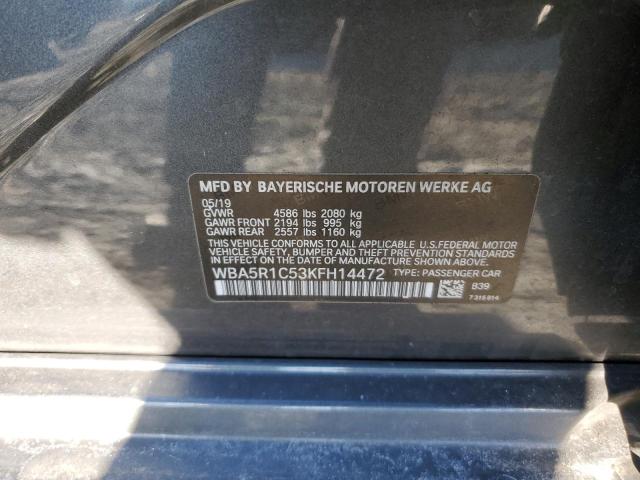 MFD BY BAYERISCHE MOTOREN WERKE AG
05/19
GVWR 4586 lbs 2080 kg
GAWR FRONT 2194 lbs 995 kg
GAWR REAR 2557 lbs 1160 kg
THIS VEHICLE CONFORMS TO ALL APPLICABLE U.S.FEDERAL MOTOR
VEHICLE SAFETY, BUMPER, AND THEFT PREVENTION STANDARDS
IN EFFECT ON THE DATE OF MANUFACTURE SHOWN ABOVE.
WBA5R1C53KFH14472 TYPE: PASSENGER CAR
B39
7315814